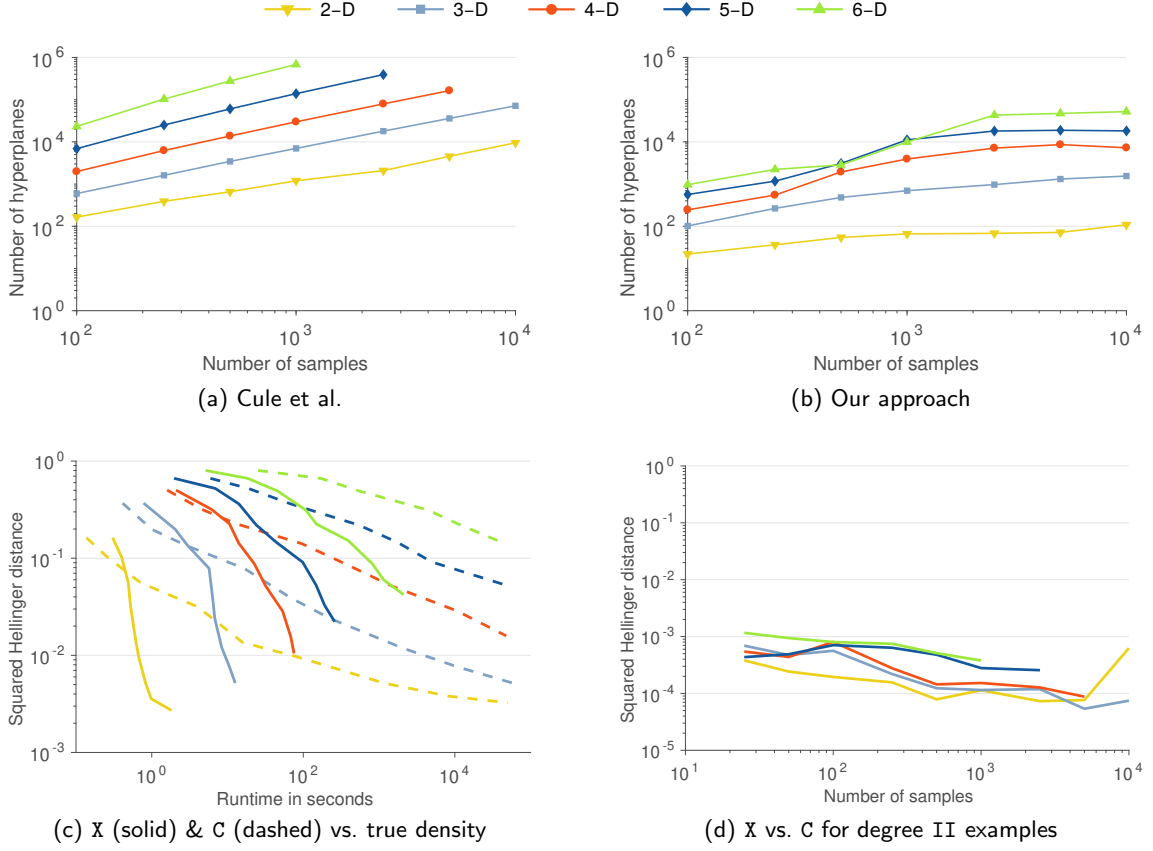 2-D 3-D 4-D 5-D 6-D
Number of hyperplanes
10^6
10^4
10^2
10^0
10^2 10^3 10^4
Number of samples
(a) Cule et al.
Number of hyperplanes
10^6
10^4
10^2
10^0
10^2 10^3 10^4
Number of samples
(b) Our approach
Squared Hellinger distance
10^0
10^-1
10^-2
10^-3
10^0 10^2 10^4
Runtime in seconds
(c) X (solid) & C (dashed) vs. true density
Squared Hellinger distance
10^0
10^-1
10^-2
10^-3
10^-4
10^-5
10^1 10^2 10^3 10^4
Number of samples
(d) X vs. C for degree II examples